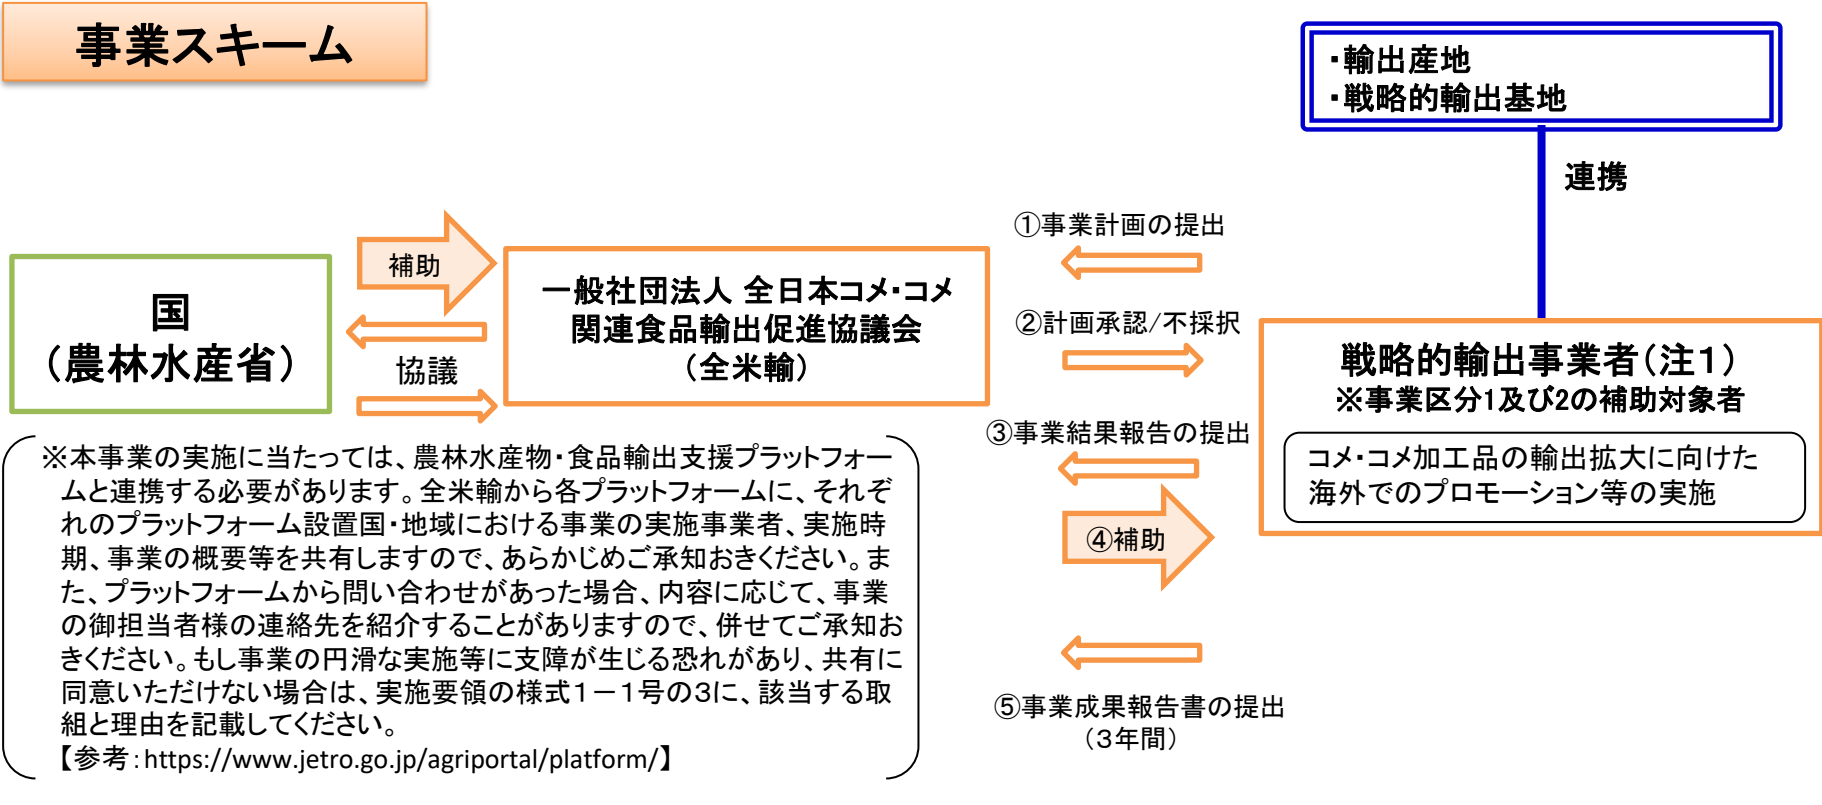 事業スキーム
・輸出産地
・戦略的輸出基地
連携
国
（農林水産省）
補助
協議
一般社団法人 全日本コメ・コメ
関連食品輸出促進協議会
（全米輸）
①事業計画の提出
②計画承認/不採択
③事業結果報告の提出
④補助
⑤事業成果報告書の提出
（３年間）
戦略的輸出事業者（注１）
※事業区分1及び2の補助対象者
コメ・コメ加工品の輸出拡大に向けた
海外でのプロモーション等の実施
※本事業の実施に当たっては、農林水産物・食品輸出支援プラットフォー
ムと連携する必要があります。全米輸から各プラットフォームに、それぞ
れのプラットフォーム設置国・地域における事業の実施事業者、実施時
期、事業の概要等を共有しますので、あらかじめご承知おきください。ま
た、プラットフォームから問い合わせがあった場合、内容に応じて、事業
の御担当者様の連絡先を紹介することがありますので、併せてご承知お
きください。もし事業の円滑な実施等に支障が生じる恐れがあり、共有に
同意いただけない場合は、実施要領の様式１－１号の３に、該当する取
組と理由を記載してください。
【参考：https://www.jetro.go.jp/agriportal/platform/】